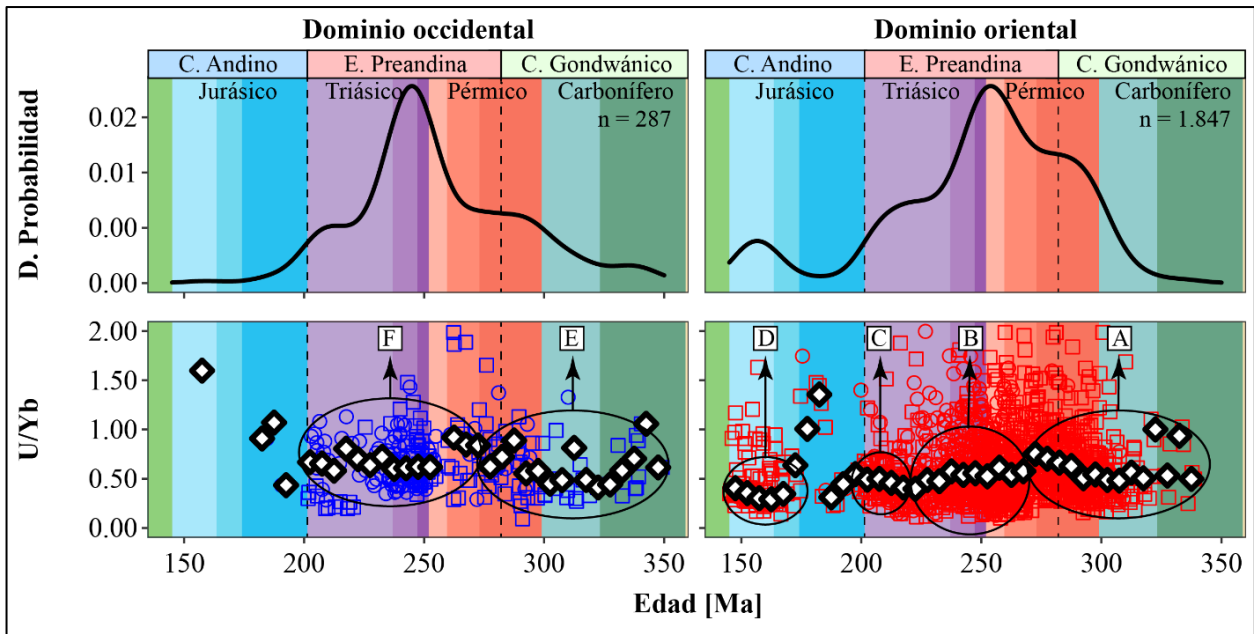 Dominio occidental
Dominio oriental
C. Andino
E. Preandina
C. Gondwánico
C. Andino
E. Preandina
C. Gondwánico
Jurásico
Triásico
Pérmico
Carbonífero
n = 287
Jurásico
Triásico
Pérmico
Carbonífero
n = 1.847
D. Probabilidad
0.02
0.01
0.00
0.00
U/Yb
2.00
1.50
1.00
0.50
0.00
F
E
D
C
B
A
150
200
250
300
350
150
200
250
300
350
Edad [Ma]